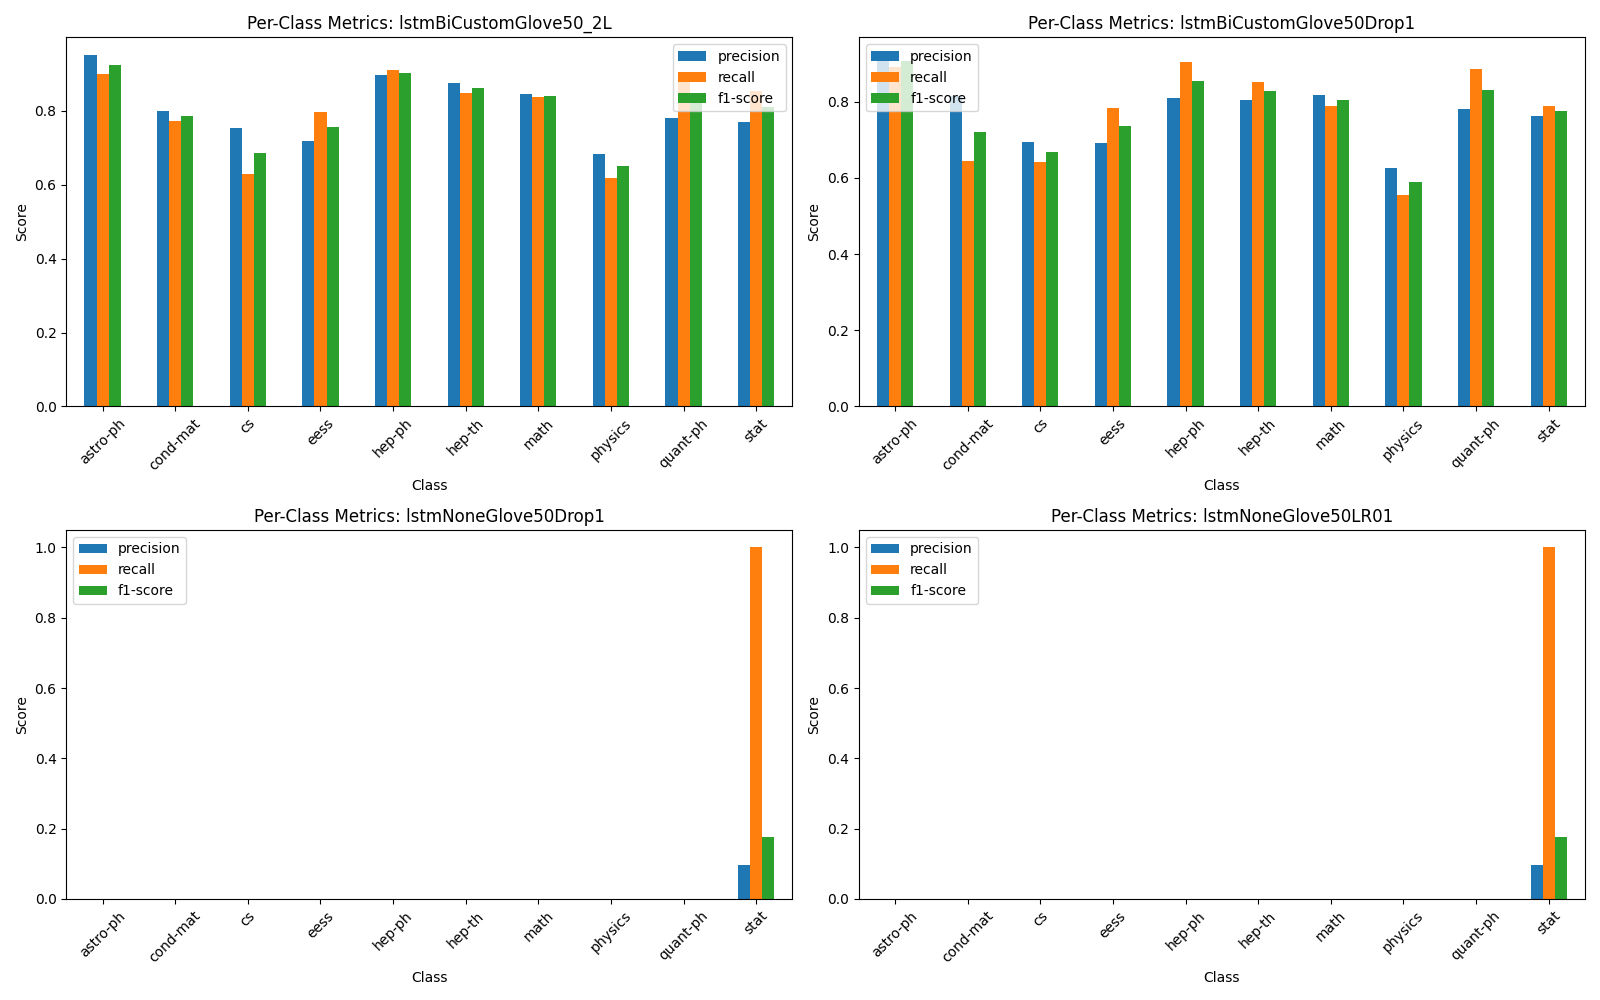 Per-Class Metrics: lstmBiCustomGlove50_2L
precision
recall
f1-score
Score
0.8
0.6
0.4
0.2
0.0
astro-ph
cond-mat
cs
eess
hep-ph
hep-th
math
physics
quant-ph
stat
Class
Per-Class Metrics: lstmBiCustomGlove50Drop1
precision
recall
f1-score
Score
0.8
0.6
0.4
0.2
0.0
astro-ph
cond-mat
cs
eess
hep-ph
hep-th
math
physics
quant-ph
stat
Class
Per-Class Metrics: lstmNoneGlove50Drop1
precision
recall
f1-score
Score
1.0
0.8
0.6
0.4
0.2
0.0
astro-ph
cond-mat
cs
eess
hep-ph
hep-th
math
physics
quant-ph
stat
Class
Per-Class Metrics: lstmNoneGlove50LR01
precision
recall
f1-score
Score
1.0
0.8
0.6
0.4
0.2
0.0
astro-ph
cond-mat
cs
eess
hep-ph
hep-th
math
physics
quant-ph
stat
Class